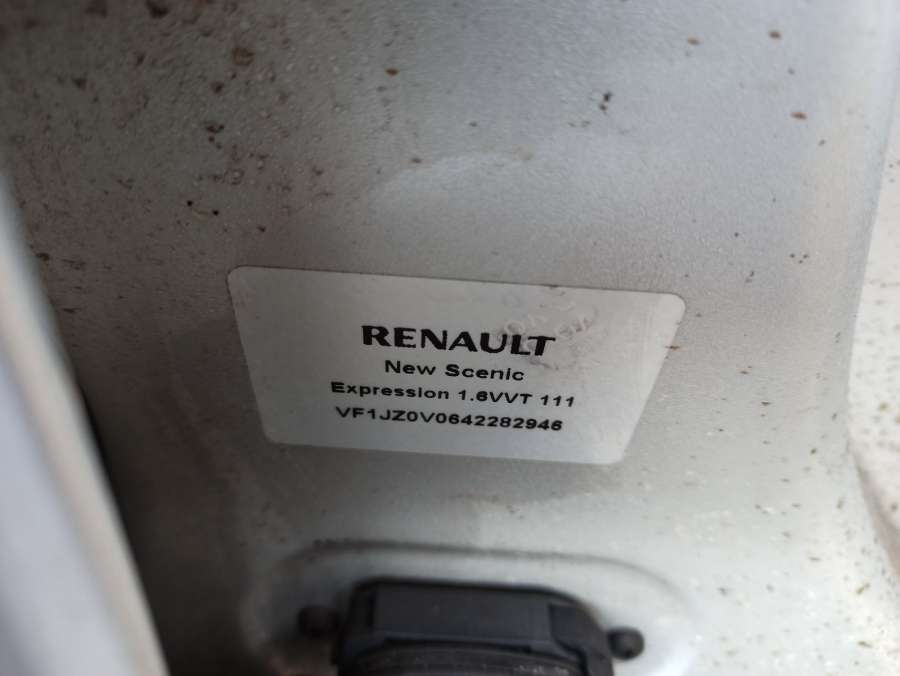 RENAULT
New Scenic
Expression 1.6VVT 111
VF1JZ0V0642282946